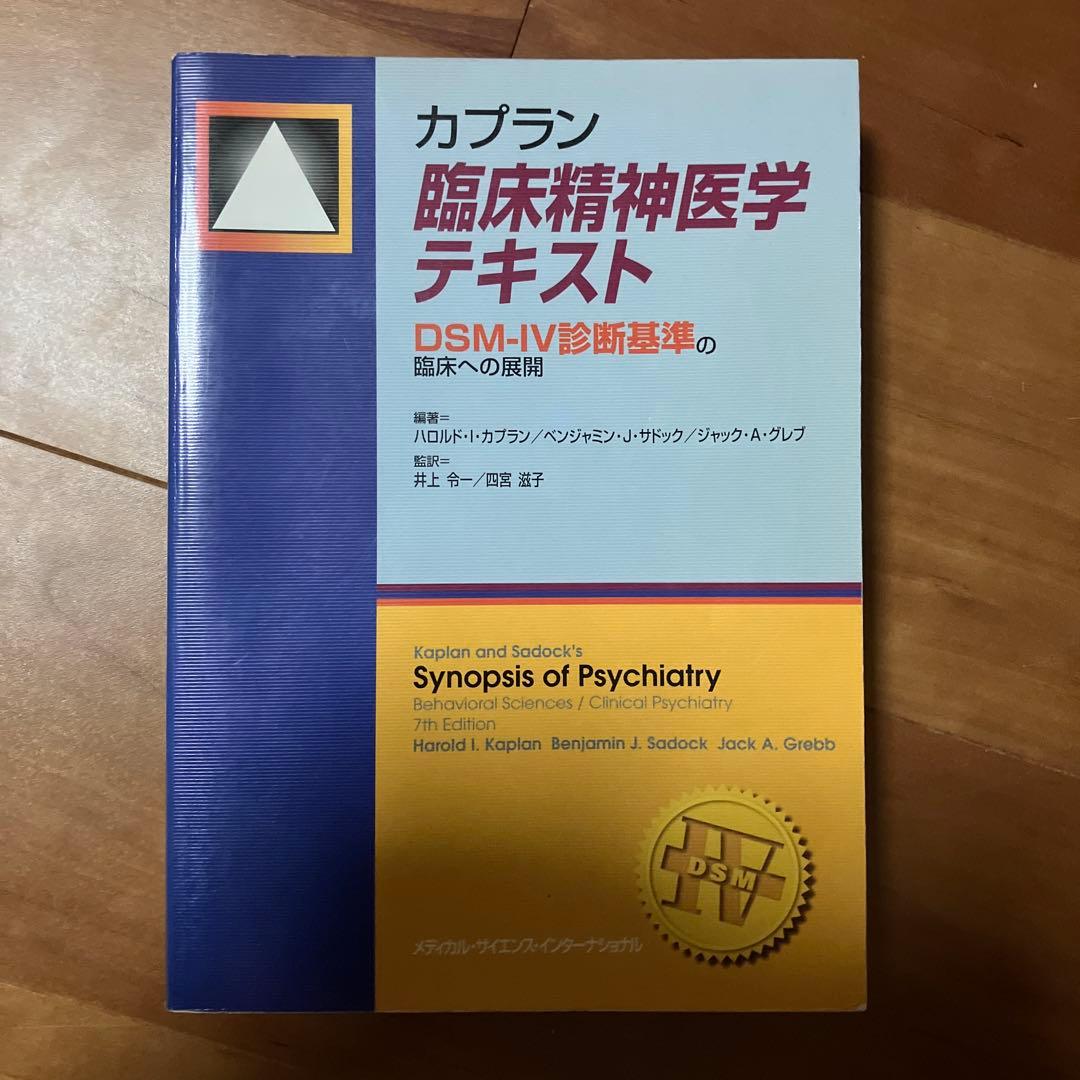 カプラン
臨床精神医学
テキスト
DSM-IV診断基準の
臨床への展開
編著=
ハロルド・I・カプラン/ベンジャミン・J・サドック/ジャック・A・グレブ
監訳=
井上 令一/四宮 滋子
Kaplan and Sadock's
Synopsis of Psychiatry
Behavioral Sciences / Clinical Psychiatry
7th Edition
Harold I. Kaplan Benjamin J. Sadock Jack A. Grebb
IV
DSM
メディカル・サイエンス・インターナショナル